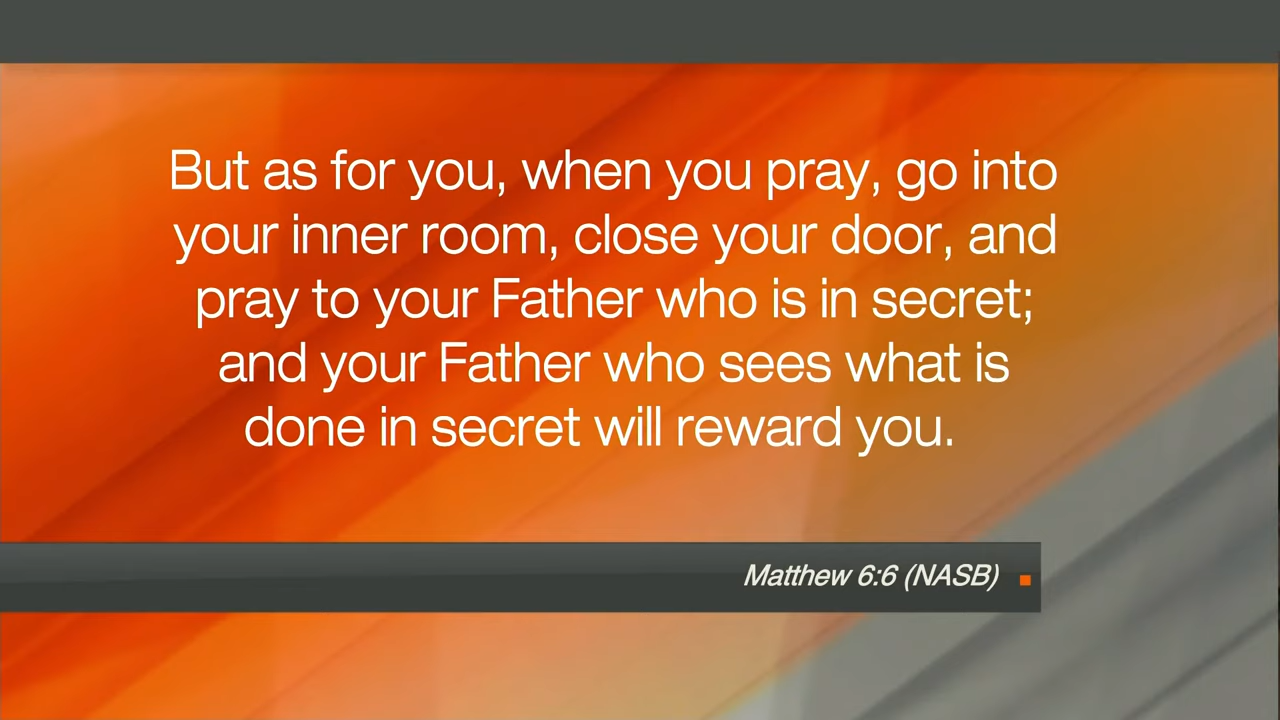 But as for you, when you pray, go into
your inner room, close your door, and
pray to your Father who is in secret;
and your Father who sees what is
done in secret will reward you.
Matthew 6:6 (NASB)